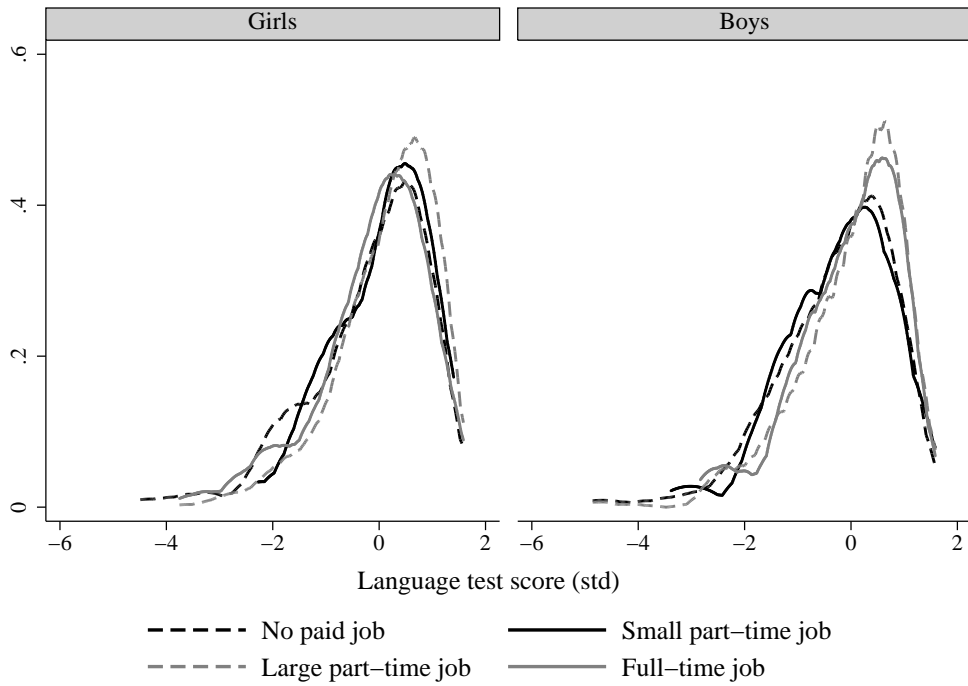 Girls
Boys
.6
.4
.2
0
−6 −4 −2 0 2
−6 −4 −2 0 2
Language test score (std)
No paid job
Small part−time job
Large part−time job
Full−time job